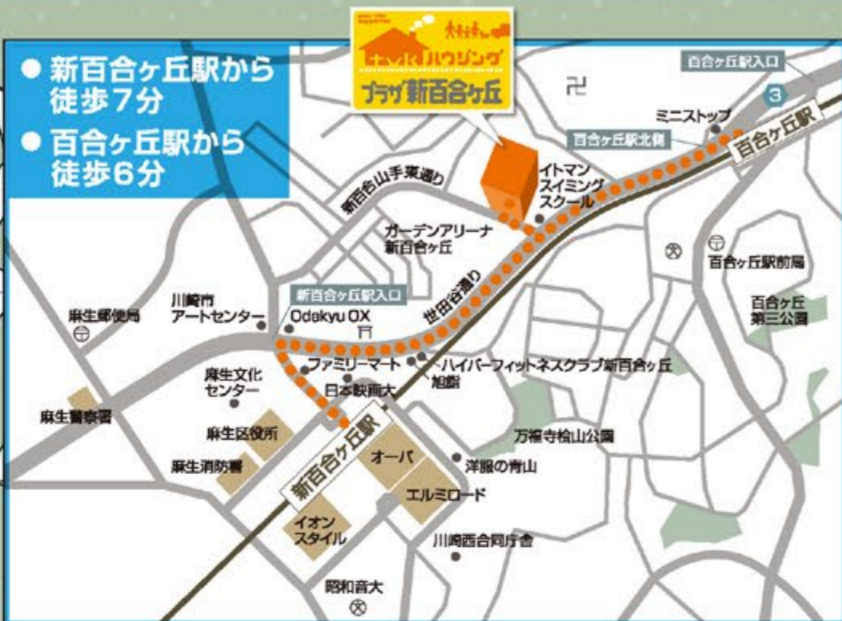 ● 新百合ヶ丘駅から
徒歩7分
● 百合ヶ丘駅から
徒歩6分
tvkハウジング
プラザ新百合ヶ丘
百合ヶ丘駅入口
3
ミニストップ
百合ヶ丘駅北側
百合ヶ丘駅
イトマン
スイミング
スクール
新百合山手東通り
ガーデンアリーナ
新百合ヶ丘
世田谷通り
百合ヶ丘駅前局
百合ヶ丘
第三公園
新百合ヶ丘駅入口
川崎市
アートセンター
Odakyu OX
麻生郵便局
ファミリーマート
ハイパーフィットネスクラブ新百合ヶ丘
旭鮨
日本映画大
麻生文化
センター
麻生警察署
麻生区役所
麻生消防署
新百合ヶ丘駅
オーパ
万福寺桧山公園
洋服の青山
エルミロード
イオン
スタイル
川崎西合同庁舎
昭和音大